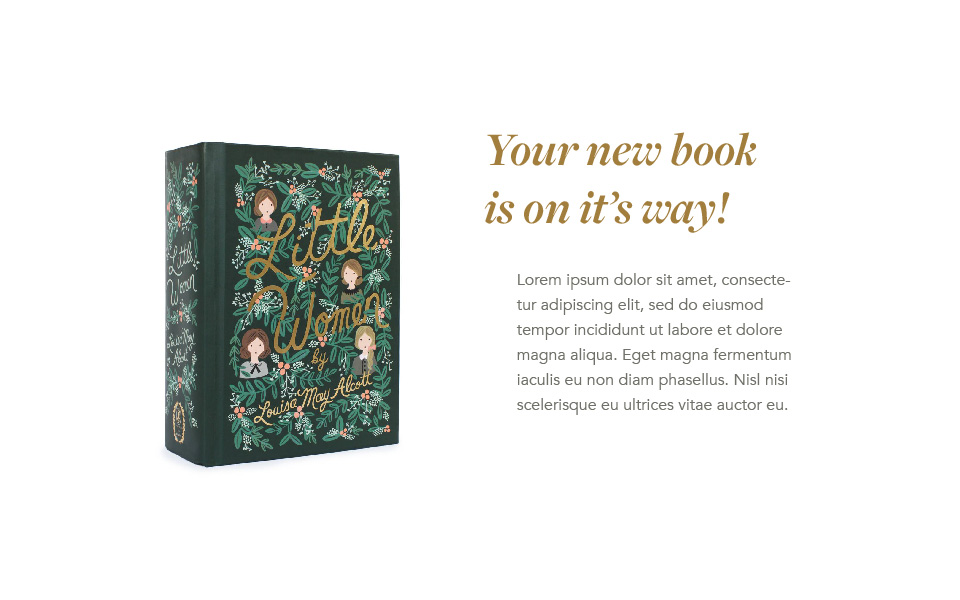 Little
Women
Louisa May
Alcott
Little
Women
by
Louisa May Alcott
Your new book
is on it’s way!
Lorem ipsum dolor sit amet, consecte-
tur adipiscing elit, sed do eiusmod
tempor incididunt ut labore et dolore
magna aliqua. Eget magna fermentum
iaculis eu non diam phasellus. Nisl nisi
scelerisque eu ultrices vitae auctor eu.